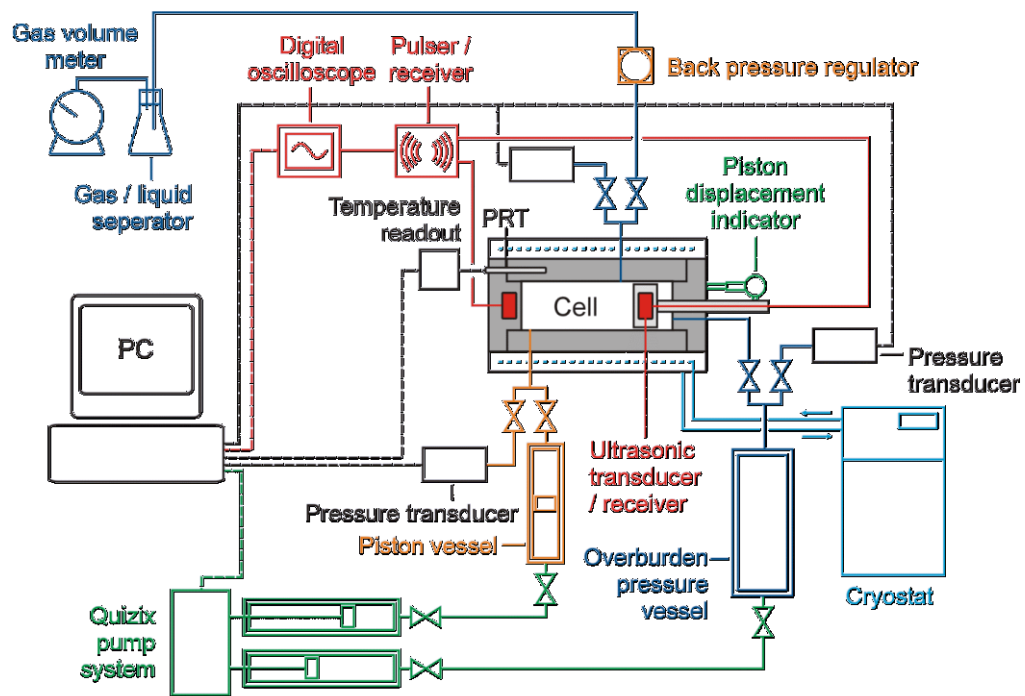 Gas volume
meter
Digital
oscilloscope
Pulser /
receiver
Back pressure regulator
Gas / liquid
seperator
Temperature
readout
PRT
Piston
displacement
indicator
Cell
PC
Pressure
transducer
Ultrasonic
transducer
/ receiver
Pressure transducer
Piston vessel
Overburden
pressure
vessel
Cryostat
Quizix
pump
system